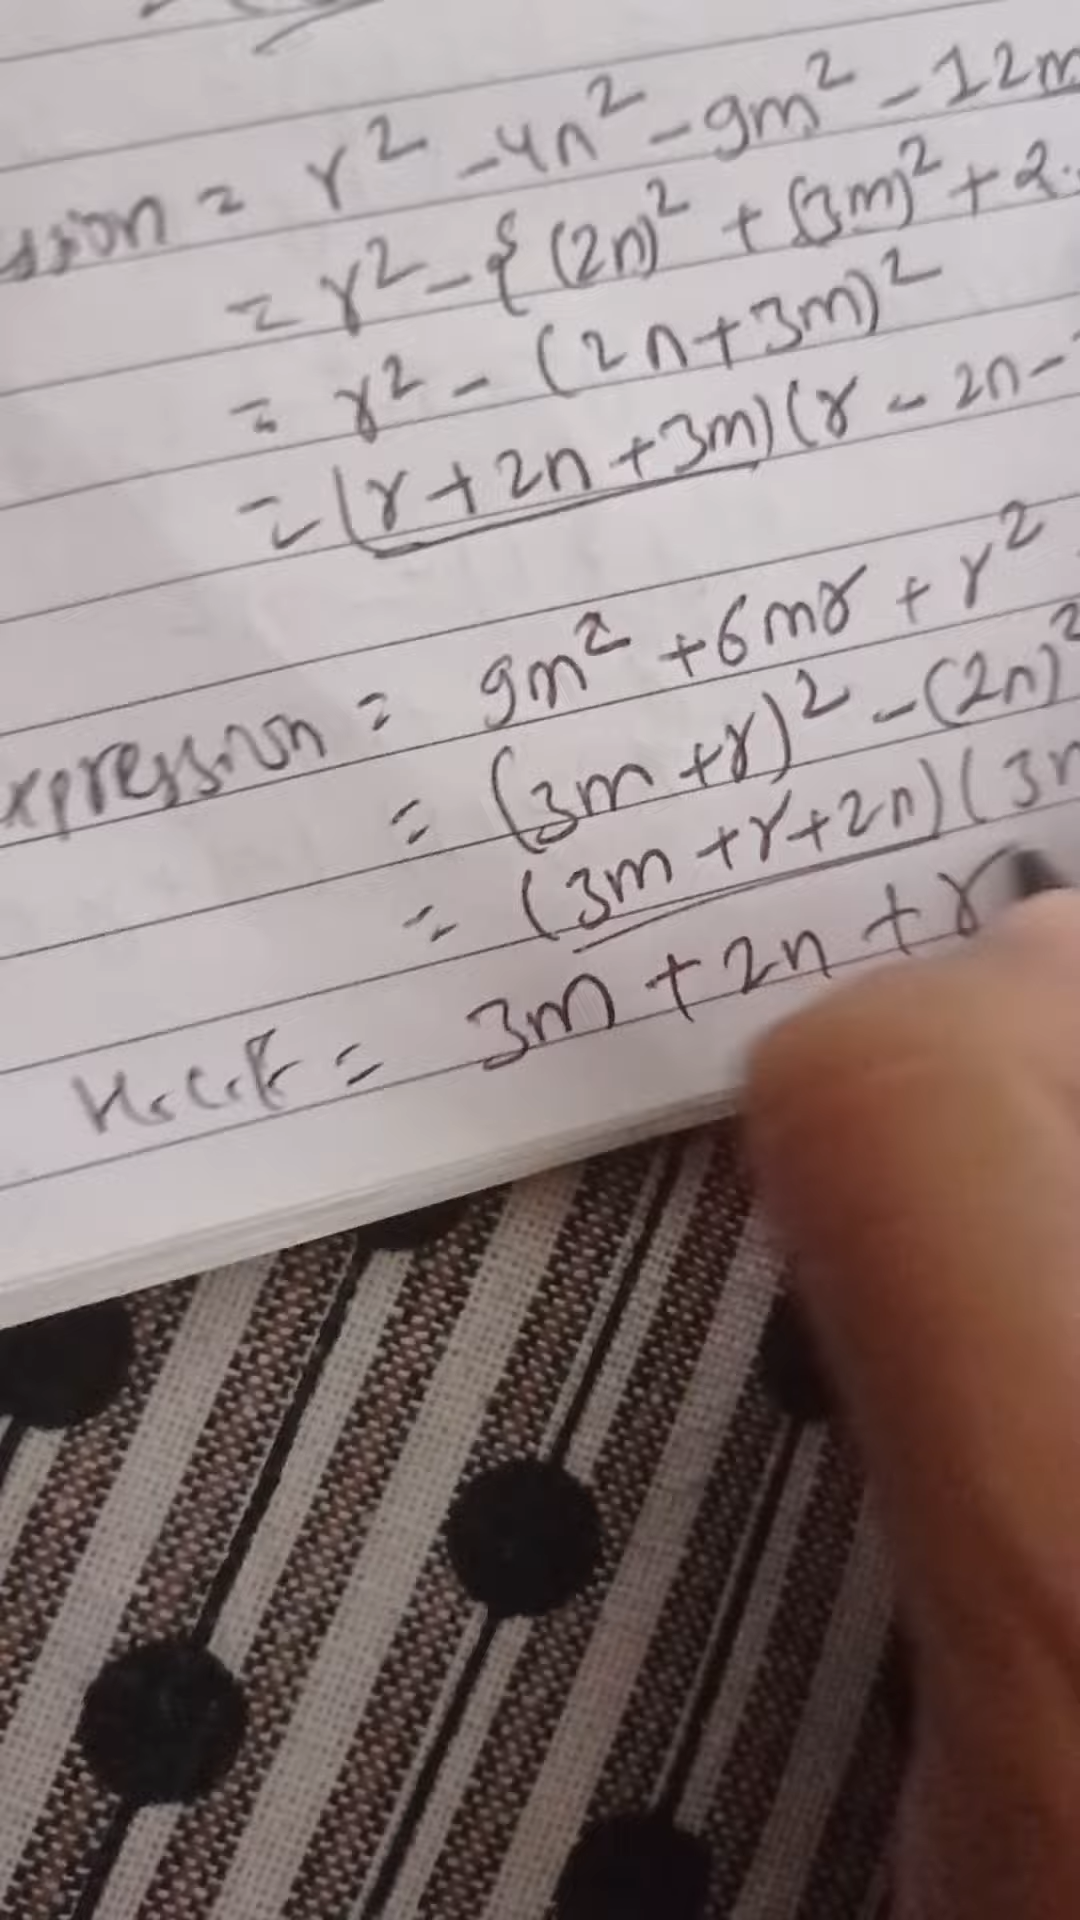 ssion = r² - 4n² - 9m² - 12m
= r² - { (2n)² + (3m)² + 2.
= r² - (2n+3m)²
= (r + 2n + 3m) (r - 2n -
xpression = 9m² + 6mr + r²
= (3m + r)² - (2n)²
= (3m + r + 2n) (3m
H.C.F = 3m + 2n + r